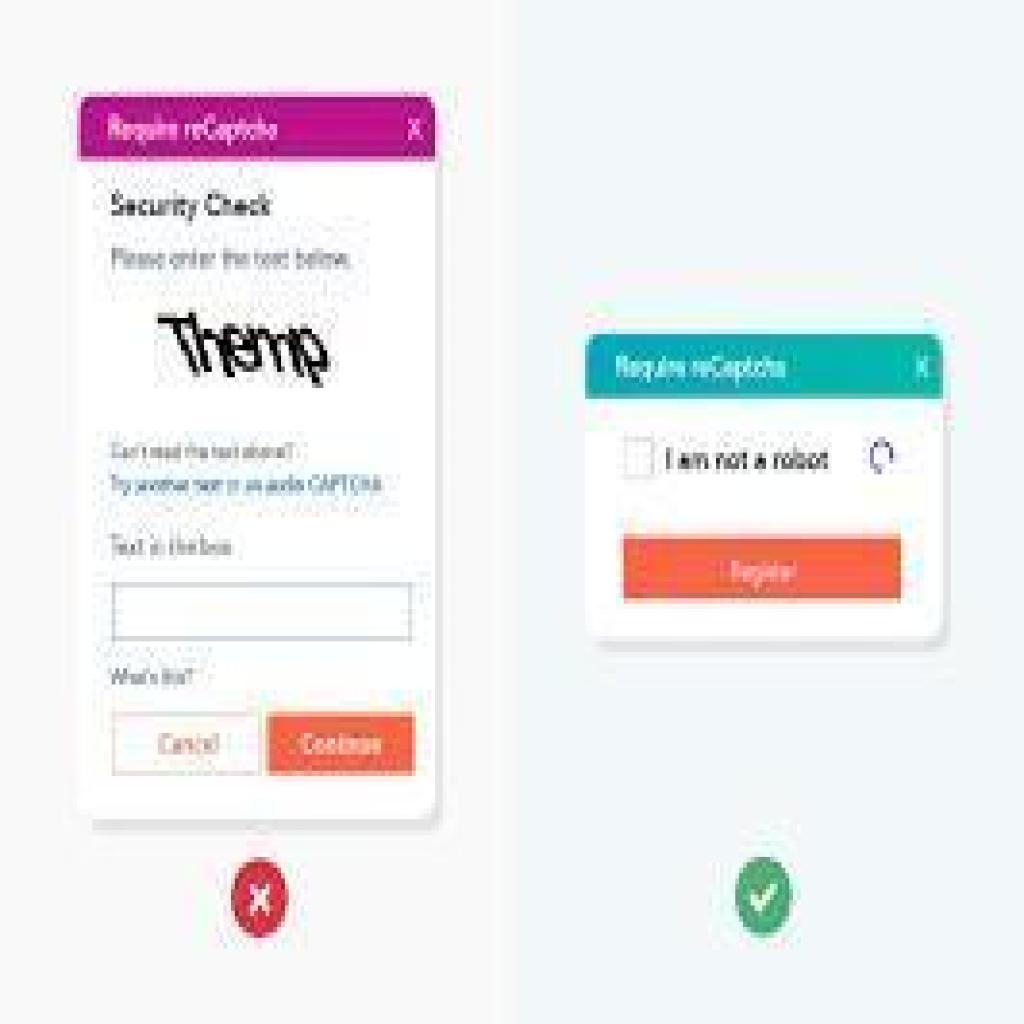 Require reCaptcha X
Security Check
Please enter the text below.
Themp
Can't read the text above?
Try another text or an audio CAPTCHA
Text in the box
What's this?
Cancel Continue
Require reCaptcha X
I am not a robot
Register